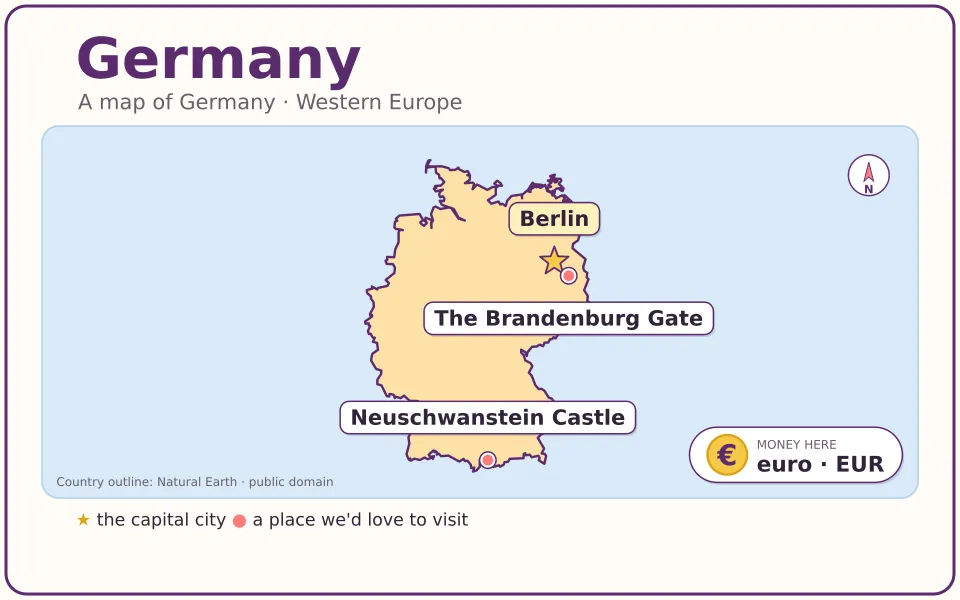 Germany
A map of Germany · Western Europe
N
Berlin
The Brandenburg Gate
Neuschwanstein Castle
MONEY HERE
€
euro · EUR
Country outline: Natural Earth · public domain
★ the capital city ● a place we'd love to visit